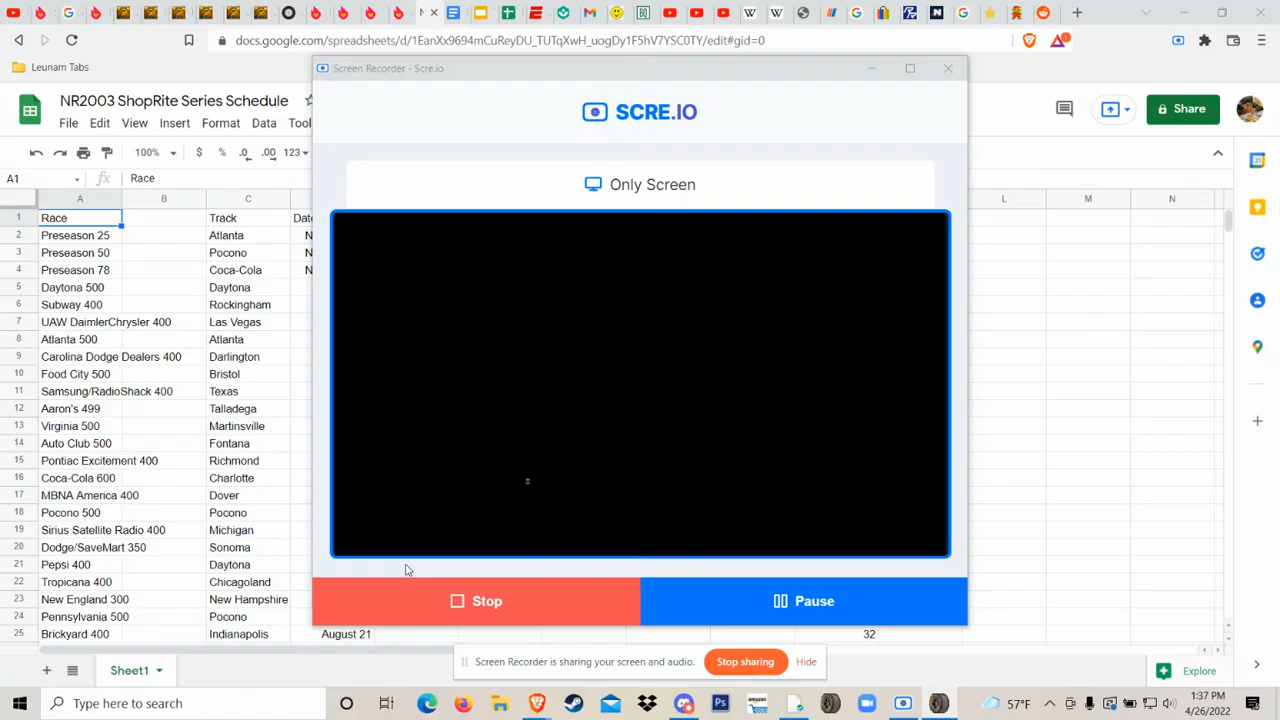 docs.google.com/spreadsheets/d/1EanXx9694mCuReyDU_TUTqXwH_uogDy1F5hV7YSC0TY/edit#gid=0
Leunam Tabs
Screen Recorder - Scre.io
NR2003 ShopRite Series Schedule
File Edit View Insert Format Data
Share
SCRE.IO
100% $ % .0 .00 123
Only Screen
A1 fx Race
A B C L M N
1 Race Track
2 Preseason 25 Atlanta N
3 Preseason 50 Pocono N
4 Preseason 78 Coca-Cola N
5 Daytona 500 Daytona
6 Subway 400 Rockingham
7 UAW DaimlerChrysler 400 Las Vegas
8 Atlanta 500 Atlanta
9 Carolina Dodge Dealers 400 Darlington
10 Food City 500 Bristol
11 Samsung/RadioShack 400 Texas
12 Aaron's 499 Talladega
13 Virginia 500 Martinsville
14 Auto Club 500 Fontana
15 Pontiac Excitement 400 Richmond
16 Coca-Cola 600 Charlotte
17 MBNA America 400 Dover
18 Pocono 500 Pocono
19 Sirius Satellite Radio 400 Michigan
20 Dodge/SaveMart 350 Sonoma
21 Pepsi 400 Daytona
22 Tropicana 400 Chicagoland
23 New England 300 New Hampshire
24 Pennsylvania 500 Pocono
25 Brickyard 400 Indianapolis August 21 32
Stop Pause
Screen Recorder is sharing your screen and audio. Stop sharing Hide
Sheet1 Explore
Type here to search
57°F
1:37 PM
4/26/2022